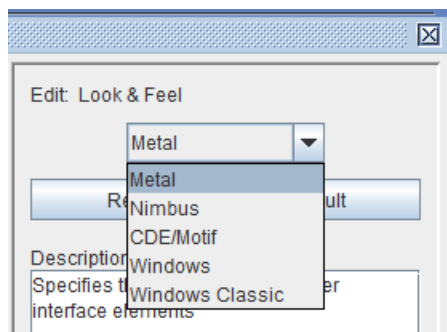 Edit: Look & Feel
Metal
Metal
Nimbus
CDE/Motif
Windows
Windows Classic
Description
Specifies
interface elements